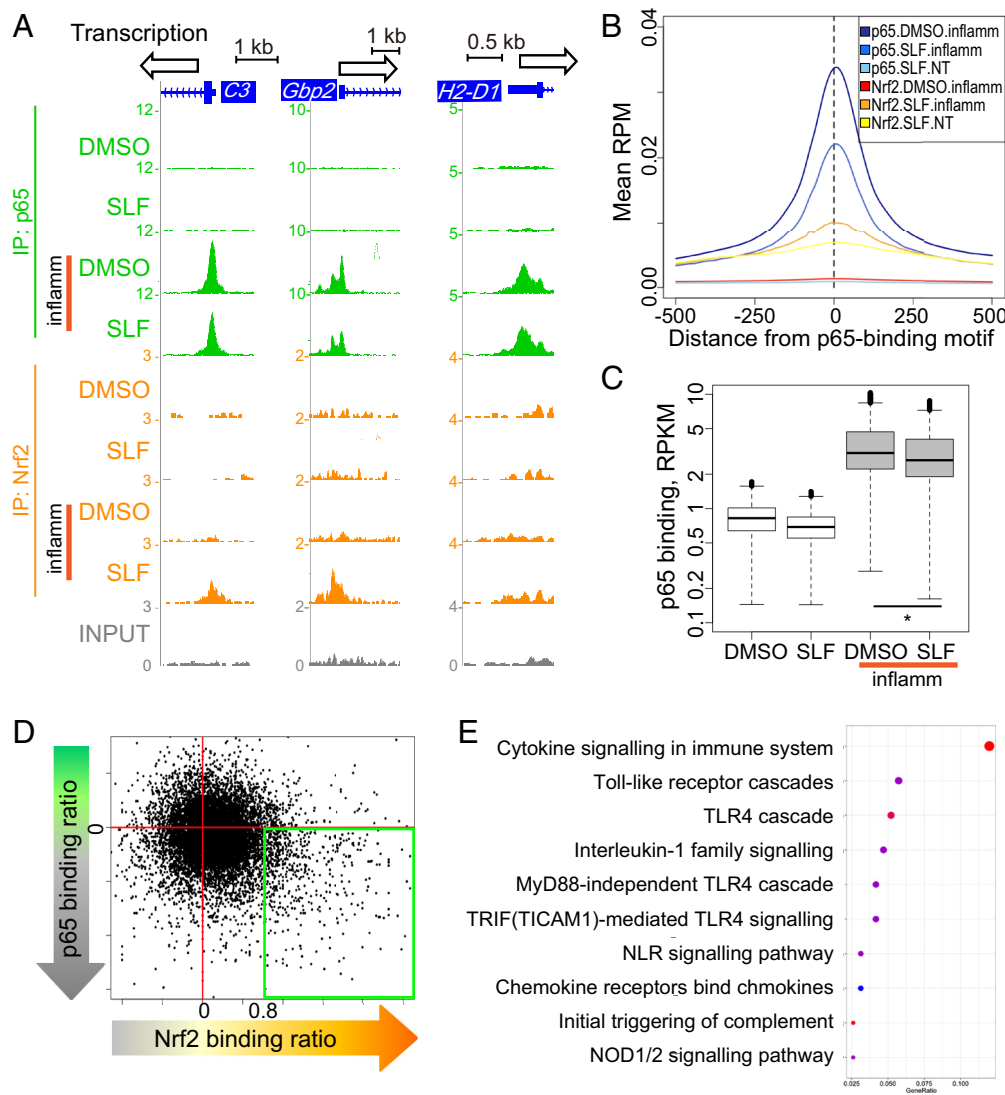 A
Transcription
1 kb
1 kb
0.5 kb
C3
Gbp2
H2-D1
IP: p65
IP: Nrf2
inflamm
inflamm
12
10
5
DMSO
12
10
5
SLF
12
10
5
DMSO
12
10
5
SLF
3
2
4
DMSO
3
2
4
SLF
3
2
4
DMSO
3
2
4
SLF
3
2
4
INPUT
0
0
0
B
Mean RPM
0.04
0.02
0.00
p65.DMSO.inflamm
p65.SLF.inflamm
p65.SLF.NT
Nrf2.DMSO.inflamm
Nrf2.SLF.inflamm
Nrf2.SLF.NT
-500
-250
0
250
500
Distance from p65-binding motif
C
p65 binding, RPKM
10
5
2
1
0.5
0.2
0.1
*
DMSO
SLF
DMSO
SLF
inflamm
D
p65 binding ratio
0
0
0.8
Nrf2 binding ratio
E
Cytokine signalling in immune system
Toll-like receptor cascades
TLR4 cascade
Interleukin-1 family signalling
MyD88-independent TLR4 cascade
TRIF(TICAM1)-mediated TLR4 signalling
NLR signalling pathway
Chemokine receptors bind chmokines
Initial triggering of complement
NOD1/2 signalling pathway
0.025
0.050
0.075
0.100
GeneRatio